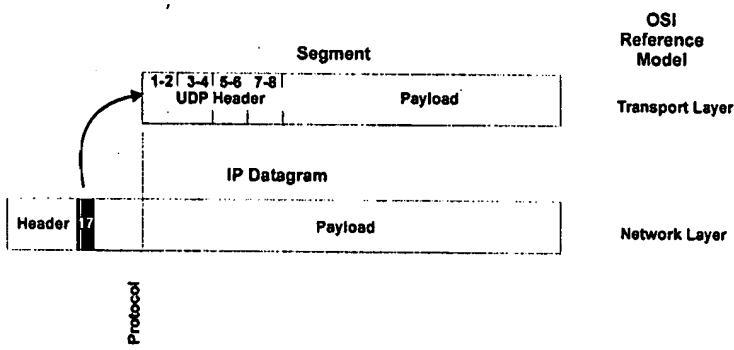 OSI
Reference
Model
Segment
1-2 3-4 5-6 7-8
UDP Header
Payload
Transport Layer
IP Datagram
Header
17
Payload
Network Layer
Protocol